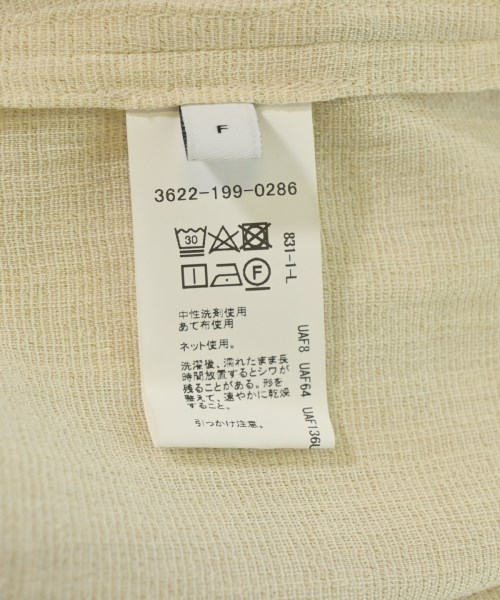 F
3622-199-0286
30
831-1-L
F
中性洗剤使用
あて布使用
ネット使用。
洗濯後、濡れたまま長
時間放置するとシワが
残ることがある。形を
整えて、速やかに乾燥
すること。
引っかけ注意。
UAF8 UAF64 UAF136U